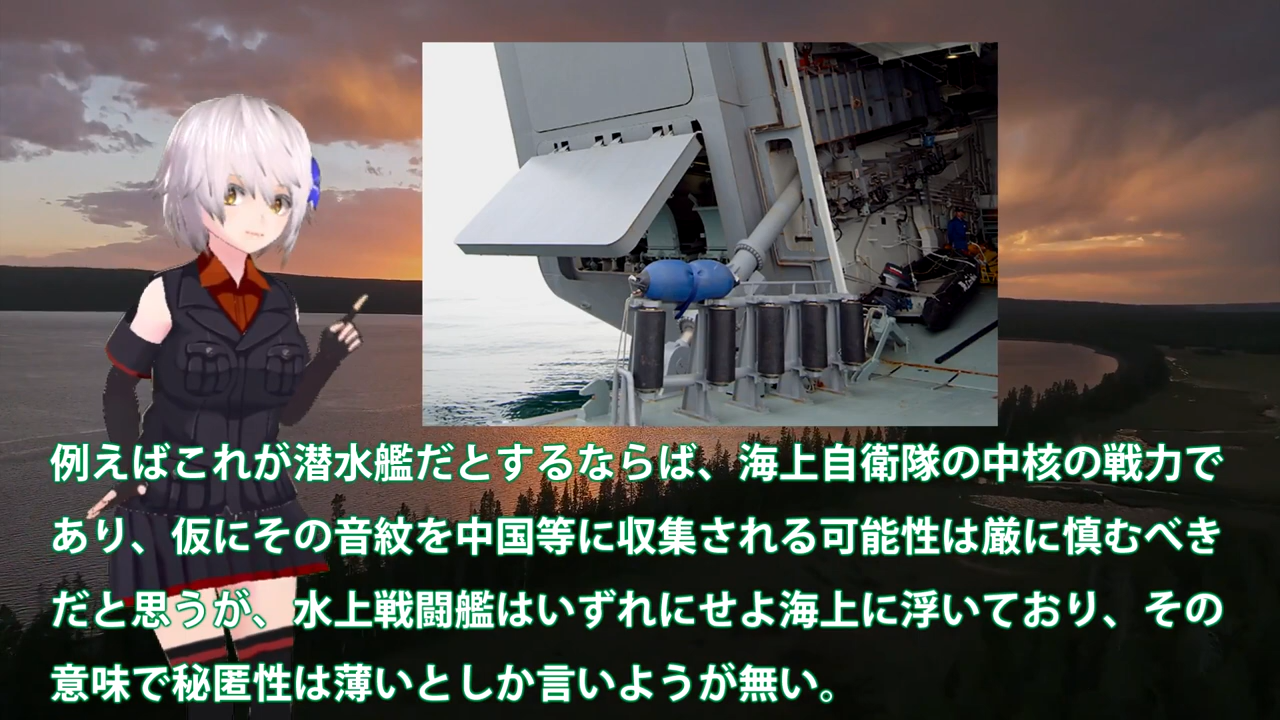 例えばこれが潜水艦だとするならば、海上自衛隊の中核の戦力で
あり、仮にその音紋を中国等に収集される可能性は厳に慎むべき
だと思うが、水上戦闘艦はいずれにせよ海上に浮いており、その
意味で秘匿性は薄いとしか言いようが無い。